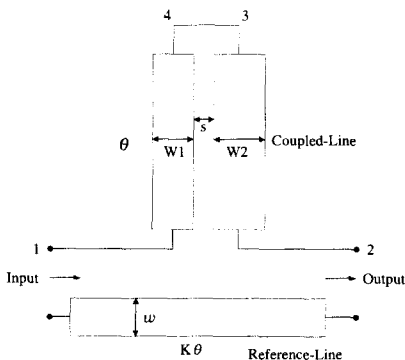 4 3
θ
s
W1 W2
Coupled-Line
1 2
Input Output
w
Kθ
Reference-Line